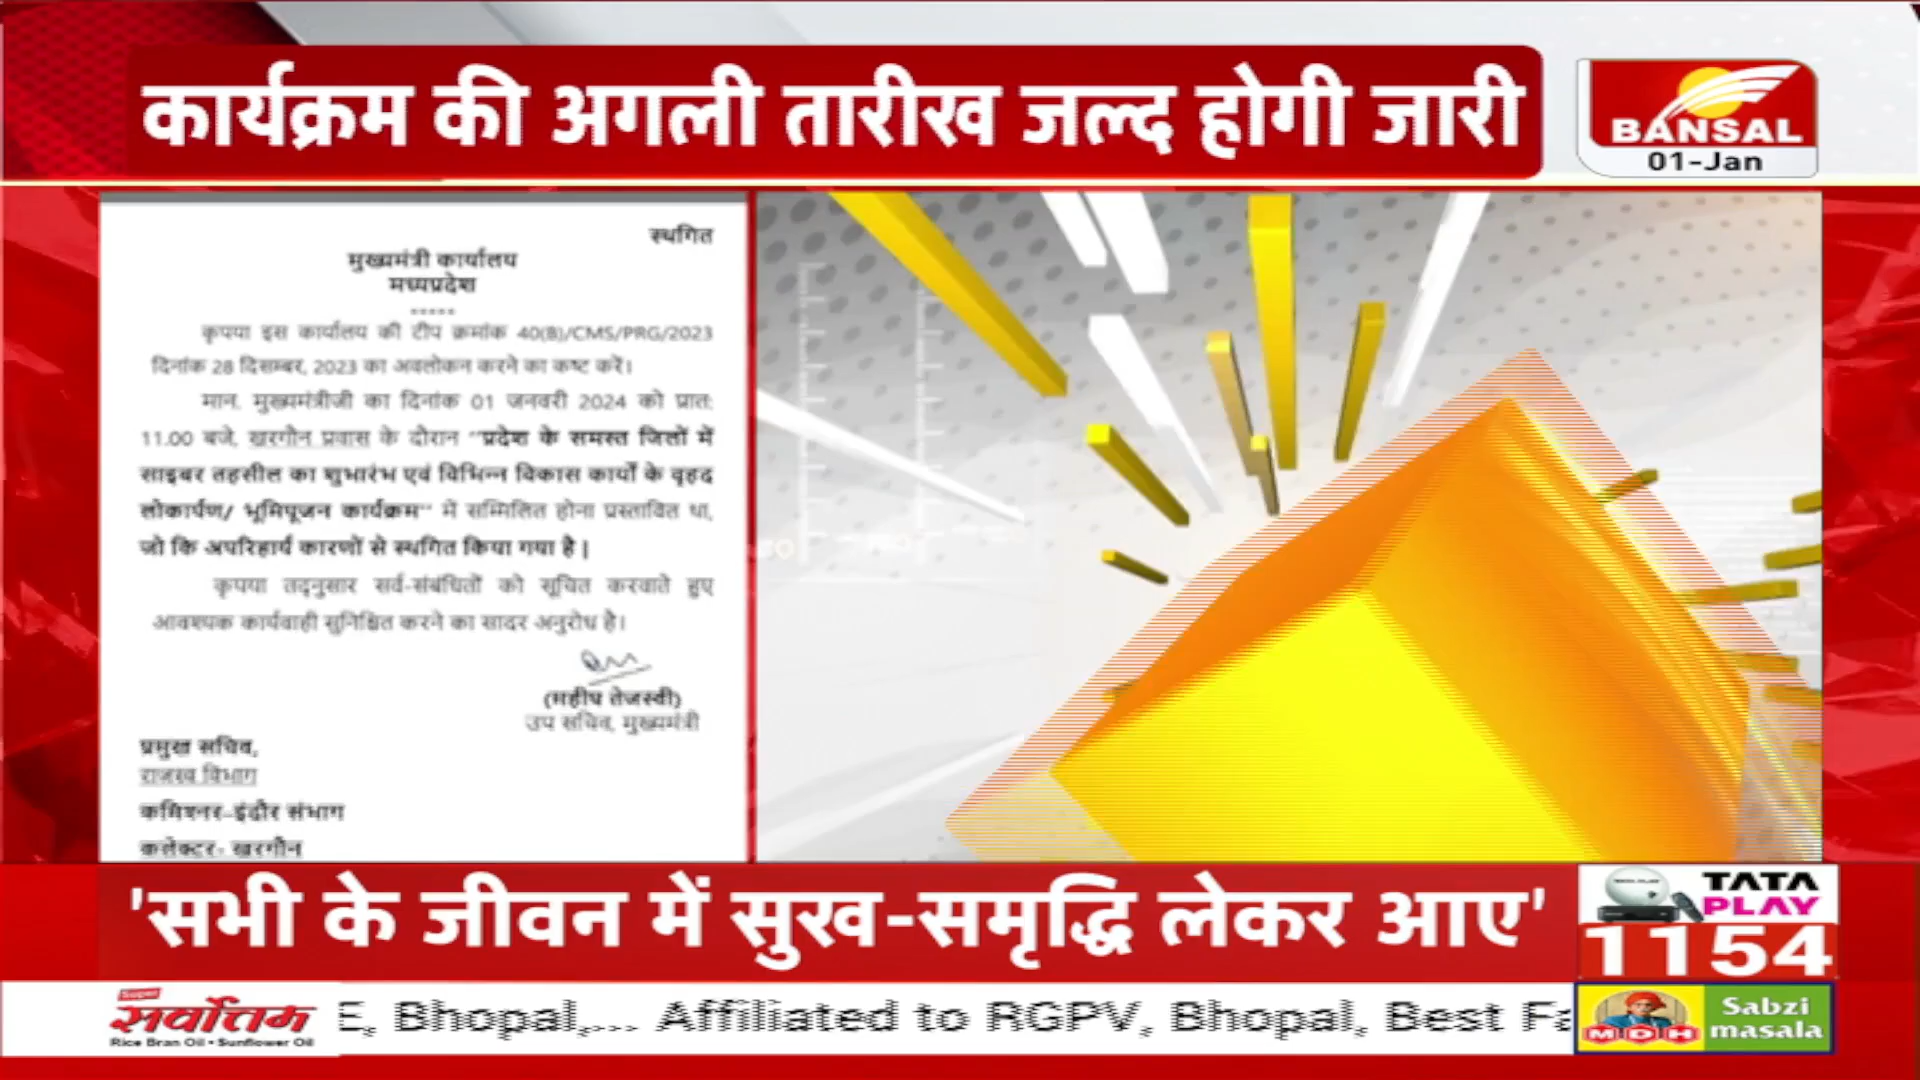 कार्यक्रम की अगली तारीख जल्द होगी जारी
BANSAL
01-Jan
स्थगित
मुख्यमंत्री कार्यालय
मध्यप्रदेश
-----
कृपया इस कार्यालय की टीप क्रमांक 40(B)/CMS/PRG/2023
दिनांक 28 दिसम्बर, 2023 का अवलोकन करने का कष्ट करें।
मान. मुख्यमंत्रीजी का दिनांक 01 जनवरी 2024 को प्रात:
11.00 बजे, खरगौन प्रवास के दौरान "प्रदेश के समस्त जिलों में
साइबर तहसील का शुभारंभ एवं विभिन्न विकास कार्यों के वृहद
लोकार्पण/ भूमिपूजन कार्यक्रम" में सम्मिलित होना प्रस्तावित था,
जो कि अपरिहार्य कारणों से स्थगित किया गया है |
कृपया तद्नुसार सर्व-संबंधितों को सूचित करवाते हुए
आवश्यक कार्यवाही सुनिश्चित करने का सादर अनुरोध है।
(महीप तेजस्वी)
उप सचिव, मुख्यमंत्री
प्रमुख सचिव,
राजस्व विभाग
कमिश्नर-इंदौर संभाग
कलेक्टर- खरगौन
'सभी के जीवन में सुख-समृद्धि लेकर आए'
TATA
PLAY
1154
Super
सर्वोत्तम
Rice Bran Oil • Sunflower Oil
E, Bhopal,... Affiliated to RGPV, Bhopal, Best Fa
MDH
Sabzi
masala